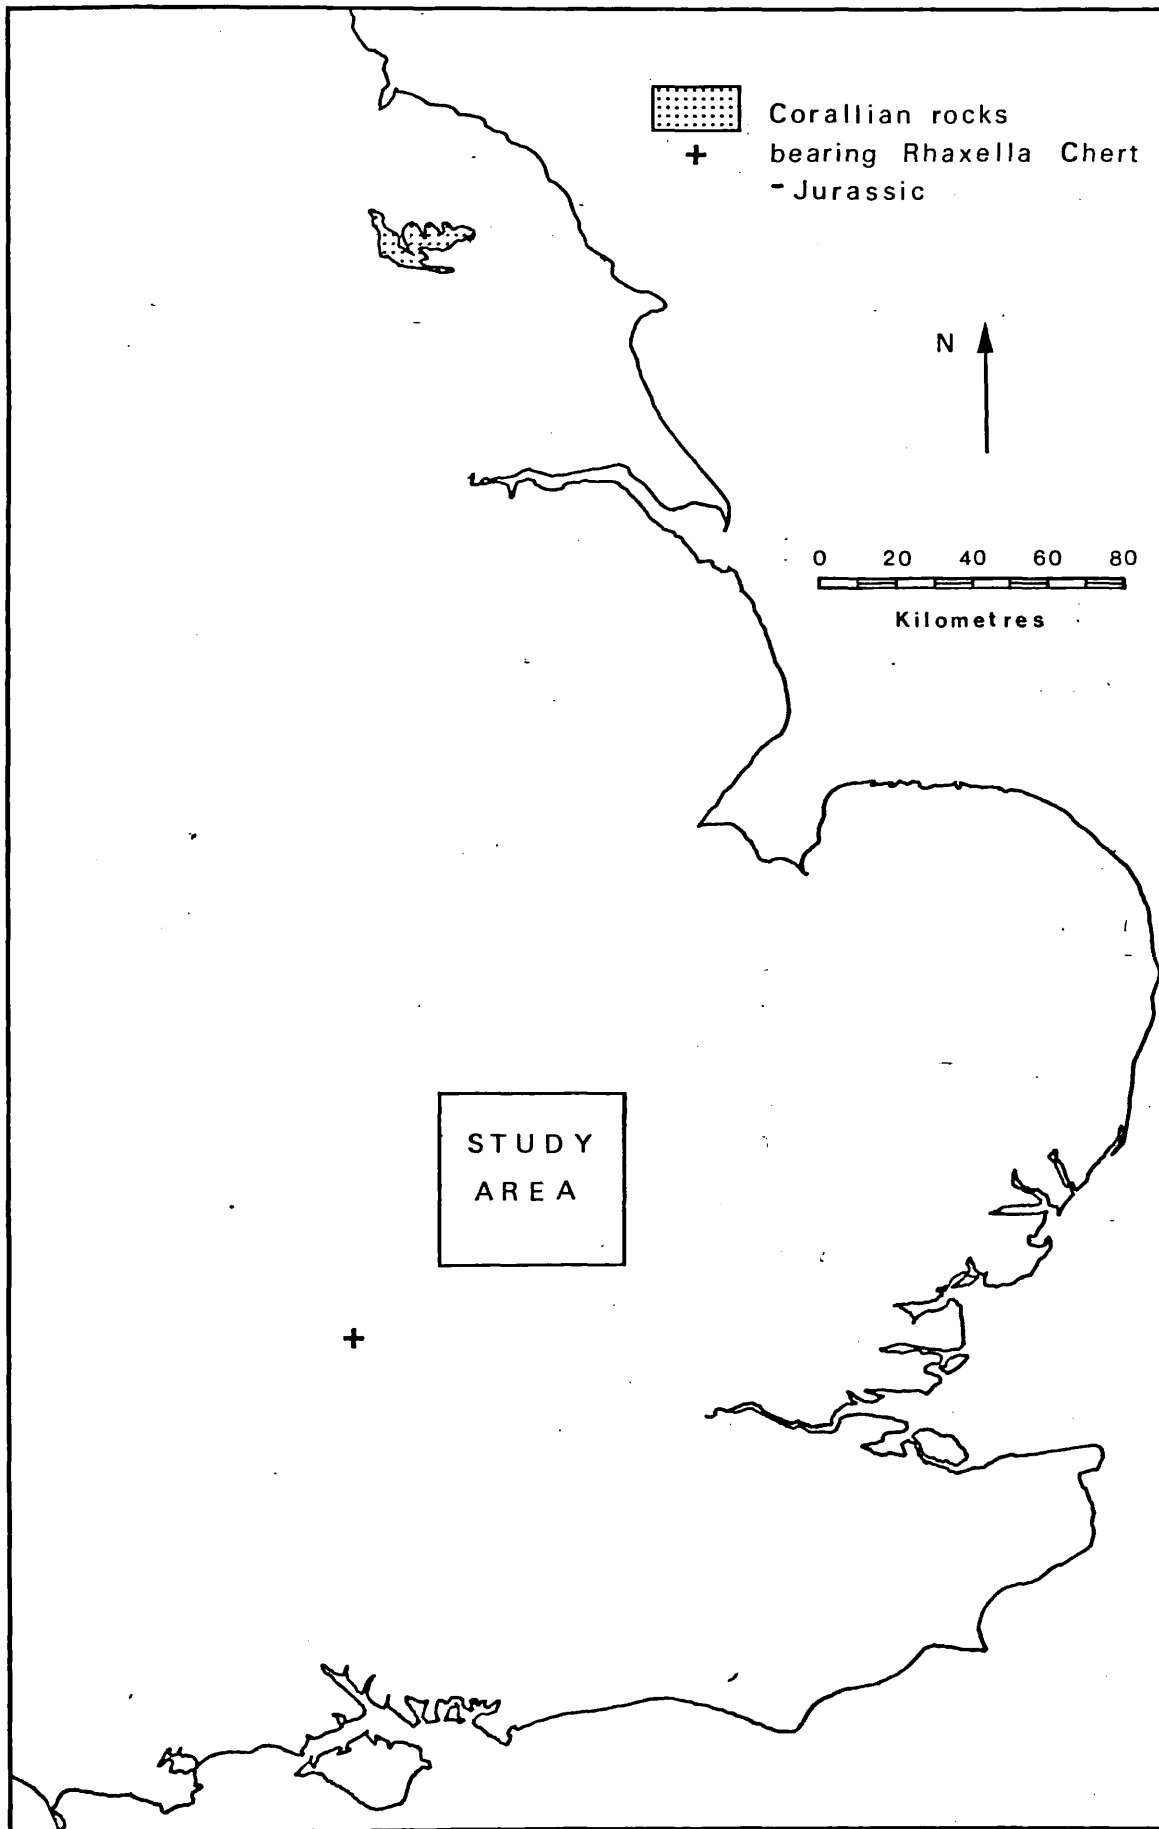 Corallian rocks
+ bearing Rhaxella Chert
- Jurassic
N
0 20 40 60 80
Kilometres
STUDY
AREA
+